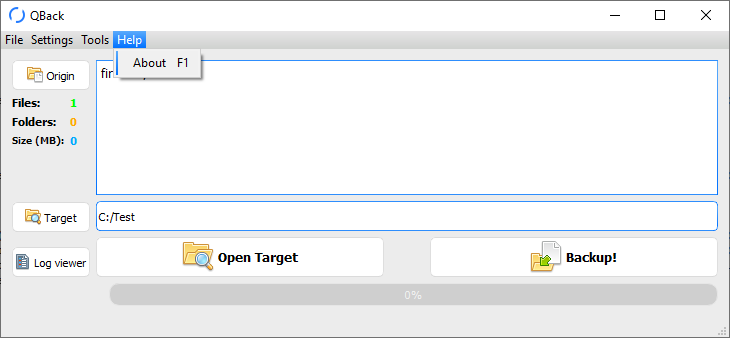 QBack
File Settings Tools Help
About F1
Origin
Files: 1
Folders: 0
Size (MB): 0
Target
C:/Test
Log viewer
Open Target
Backup!
0%